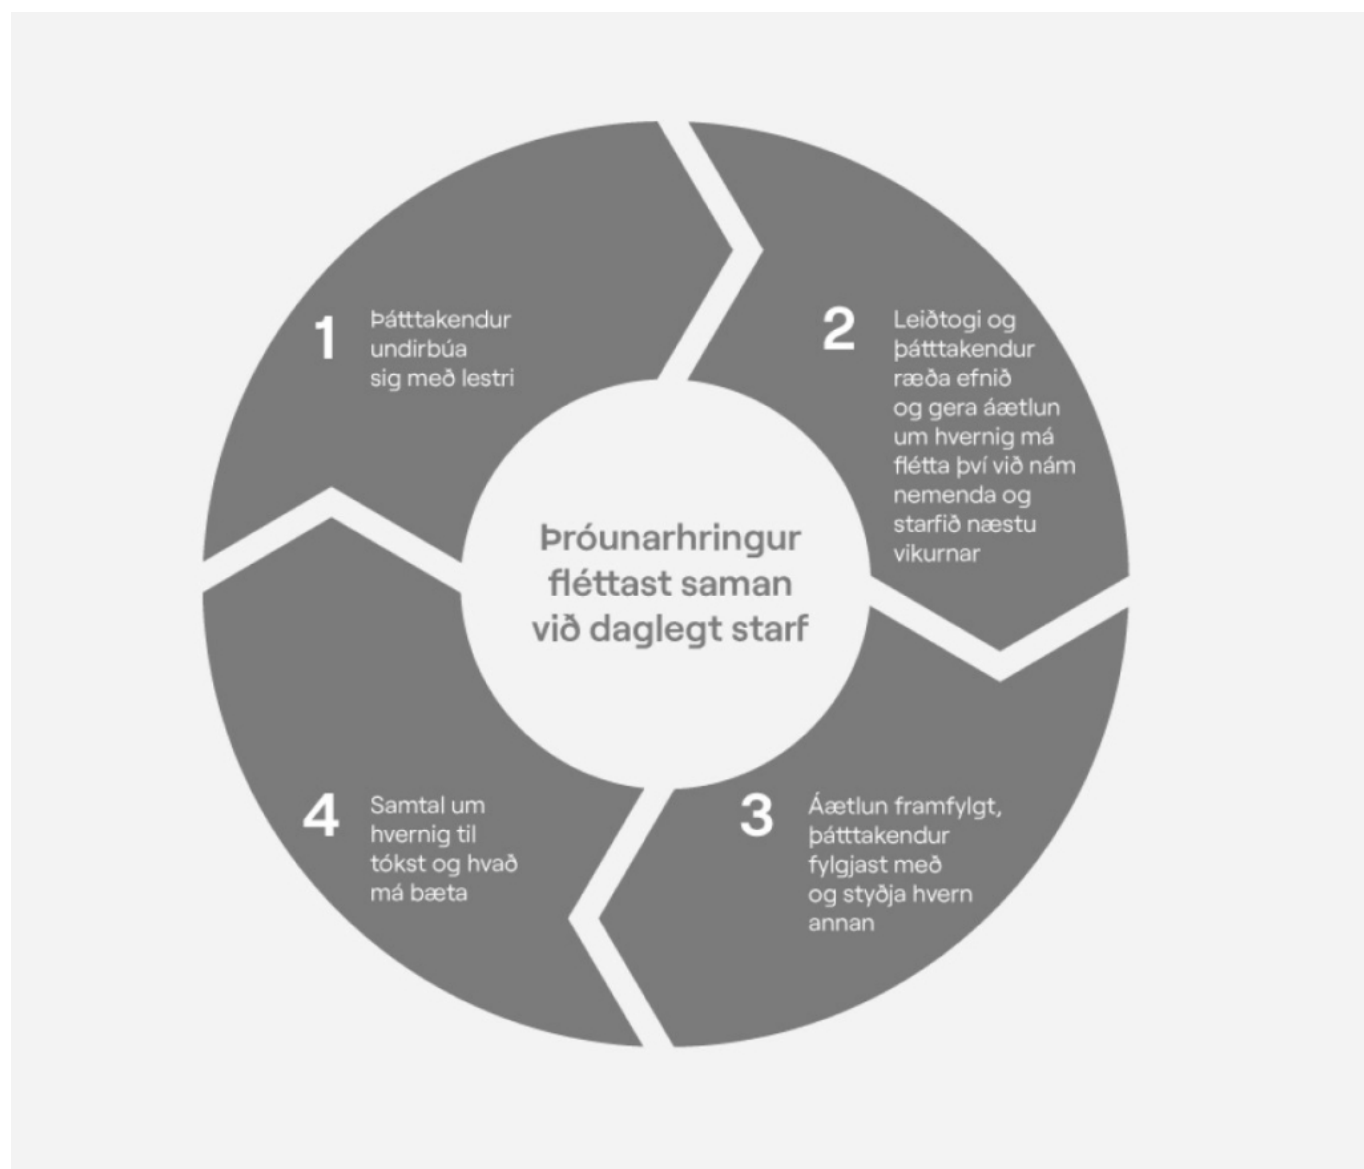 1
Þátttakendur
undirbúa
sig með lestri
2
Leiðtogi og
þátttakendur
ræða efnið
og gera áætlun
um hvernig má
flétta því við nám
nemenda og
starfið næstu
vikurnar
Þróunarhringur
fléttast saman
við daglegt starf
3
Áætlun framfylgt,
þátttakendur
fylgjast með
og styðja hvern
annan
4
Samtal um
hvernig til
tókst og hvað
má bæta